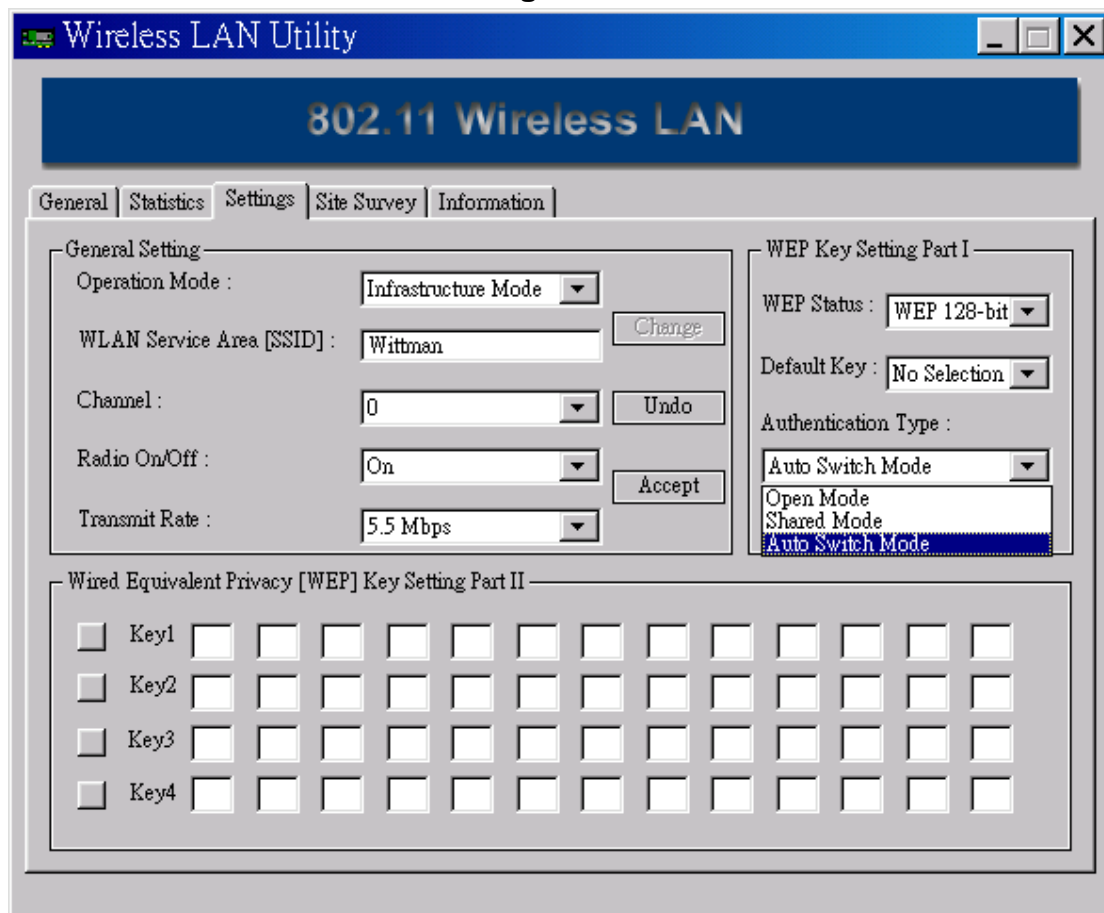 Wireless LAN Utility
802.11 Wireless LAN
General Statistics Settings Site Survey Information
General Setting
Operation Mode : Infrastructure Mode
WLAN Service Area [SSID] : Wittman
Change
Channel : 0
Undo
Radio On/Off : On
Accept
Transmit Rate : 5.5 Mbps
WEP Key Setting Part I
WEP Status : WEP 128-bit
Default Key : No Selection
Authentication Type :
Auto Switch Mode
Open Mode
Shared Mode
Auto Switch Mode
Wired Equivalent Privacy [WEP] Key Setting Part II
Key1
Key2
Key3
Key4